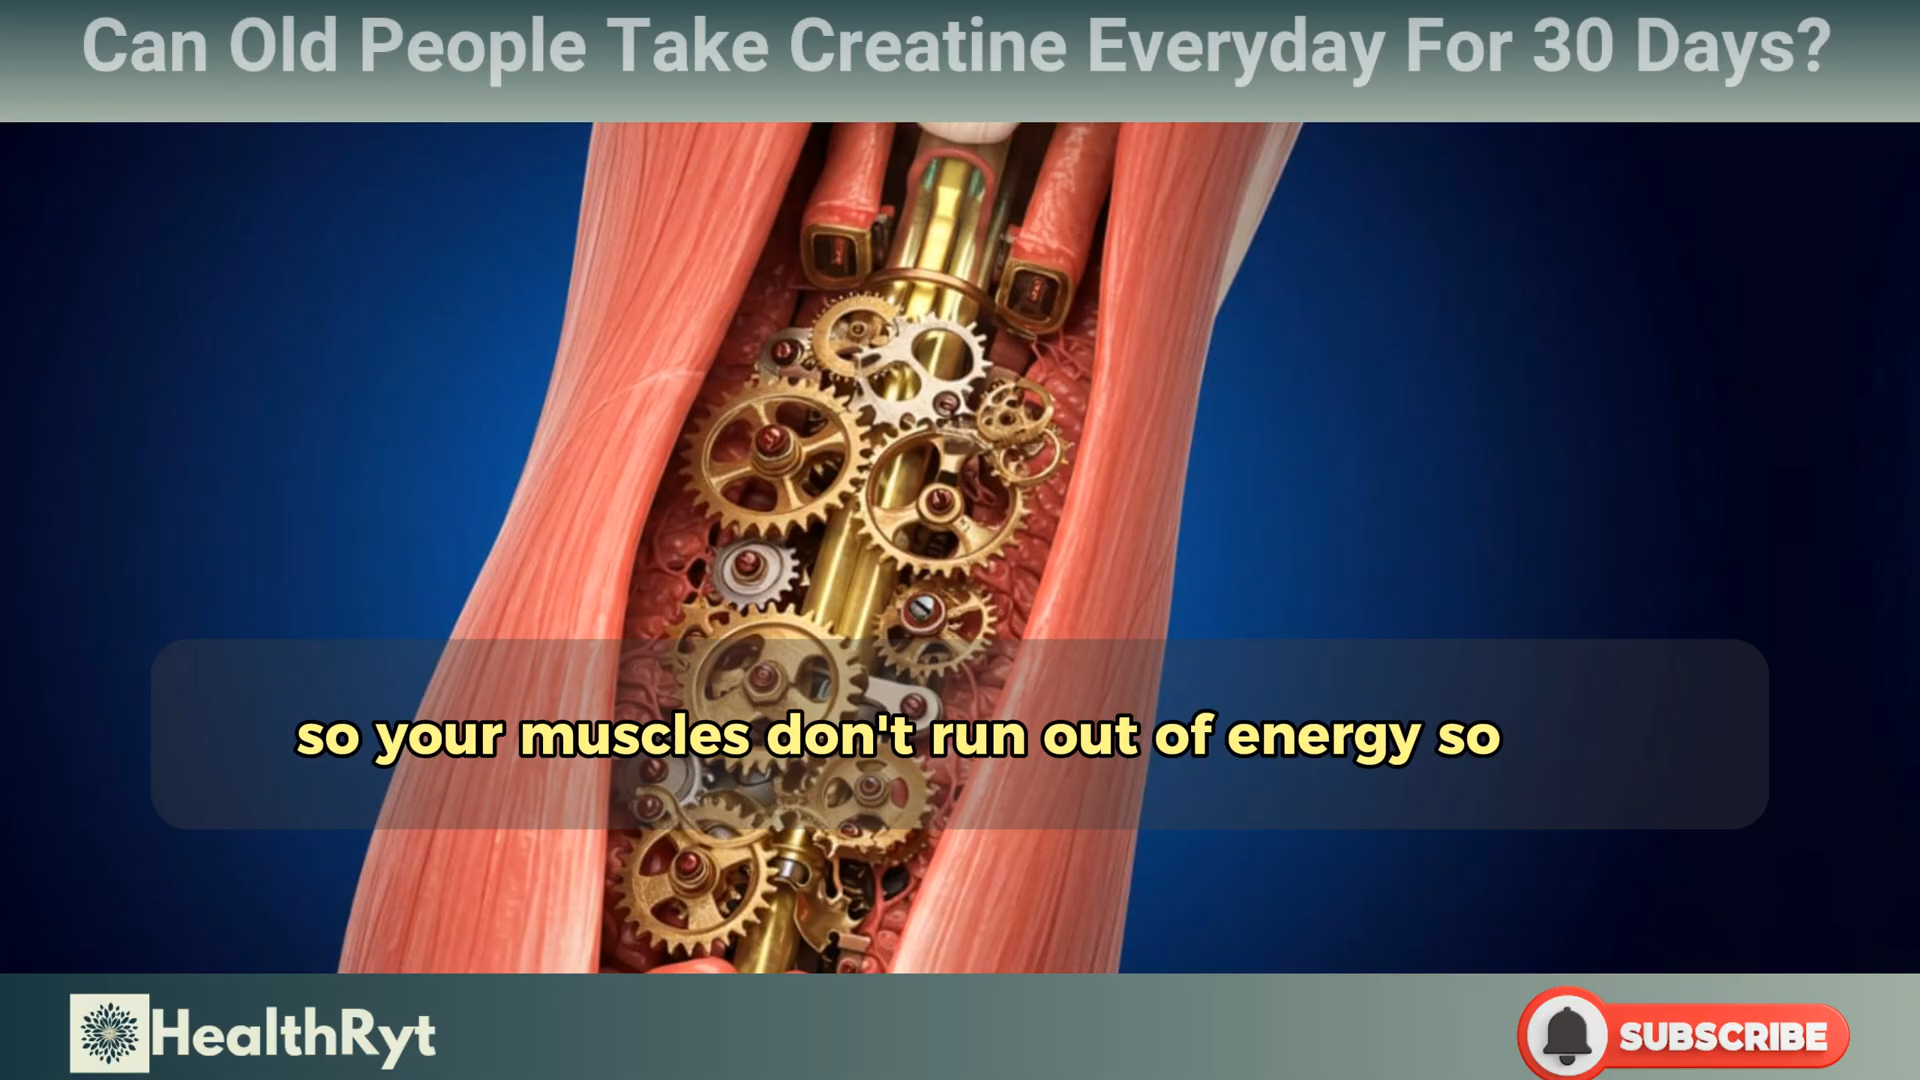 Can Old People Take Creatine Everyday For 30 Days?
so your muscles don't run out of energy so
HealthRyt
SUBSCRIBE